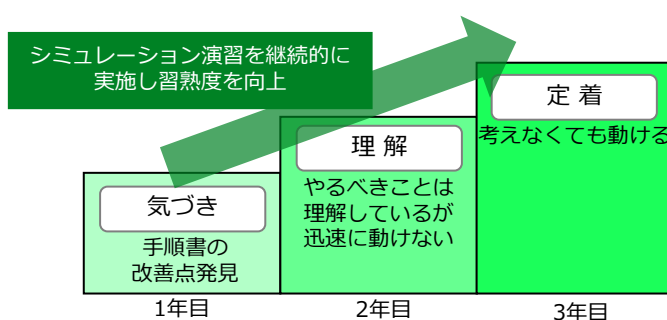 シミュレーション演習を継続的に
実施し習熟度を向上
気づき
手順書の
改善点発見
1年目
理 解
やるべきことは
理解しているが
迅速に動けない
2年目
定 着
考えなくても動ける
3年目